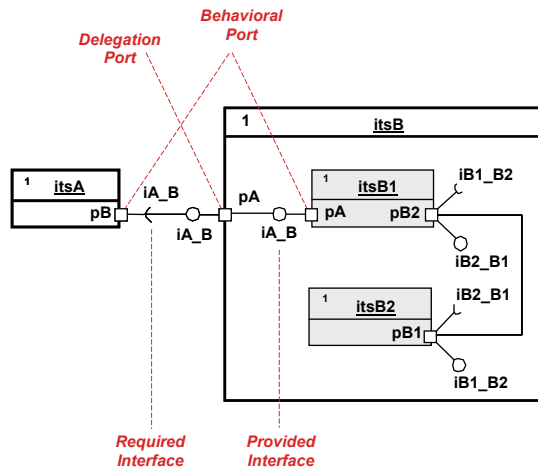 Behavioral
Port
Delegation
Port
1
itsB
1
itsA
iA_B
pB
iA_B
pA
iA_B
1
itsB1
pA
pB2
iB1_B2
iB2_B1
1
itsB2
pB1
iB2_B1
iB1_B2
Required
Interface
Provided
Interface